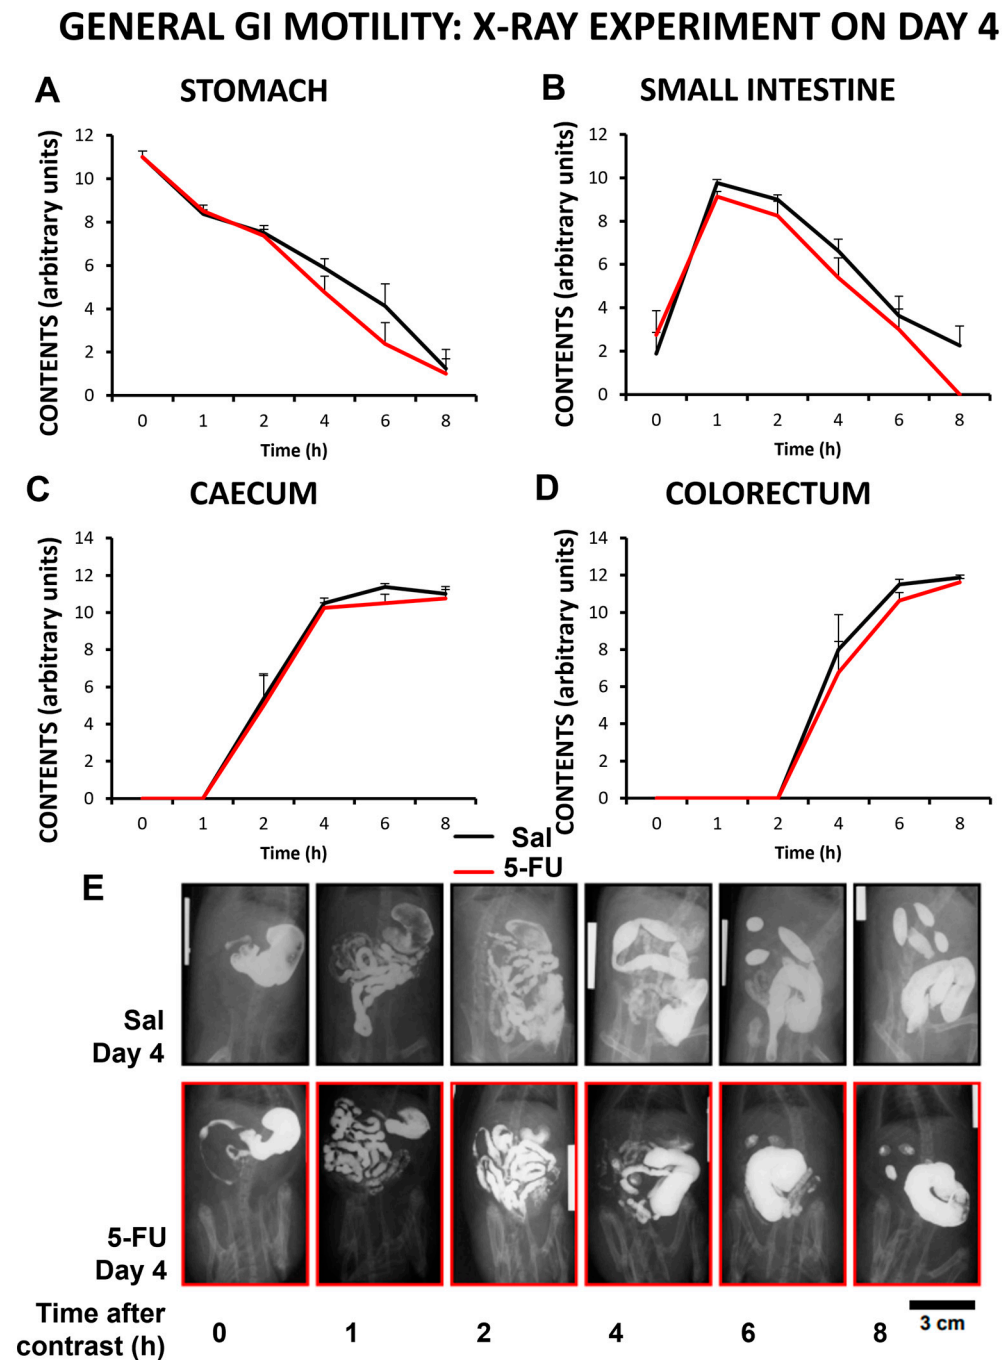 GENERAL GI MOTILITY: X-RAY EXPERIMENT ON DAY 4
A
STOMACH
CONTENTS (arbitrary units)
12
10
8
6
4
2
0
0 1 2 4 6 8
Time (h)
B
SMALL INTESTINE
CONTENTS (arbitrary units)
12
10
8
6
4
2
0
0 1 2 4 6 8
Time (h)
C
CAECUM
CONTENTS (arbitrary units)
14
12
10
8
6
4
2
0
0 1 2 4 6 8
Time (h)
D
COLORECTUM
CONTENTS (arbitrary units)
14
12
10
8
6
4
2
0
0 1 2 4 6 8
Time (h)
Sal
5-FU
E
Sal
Day 4
5-FU
Day 4
Time after
contrast (h)
0 1 2 4 6 8
3 cm